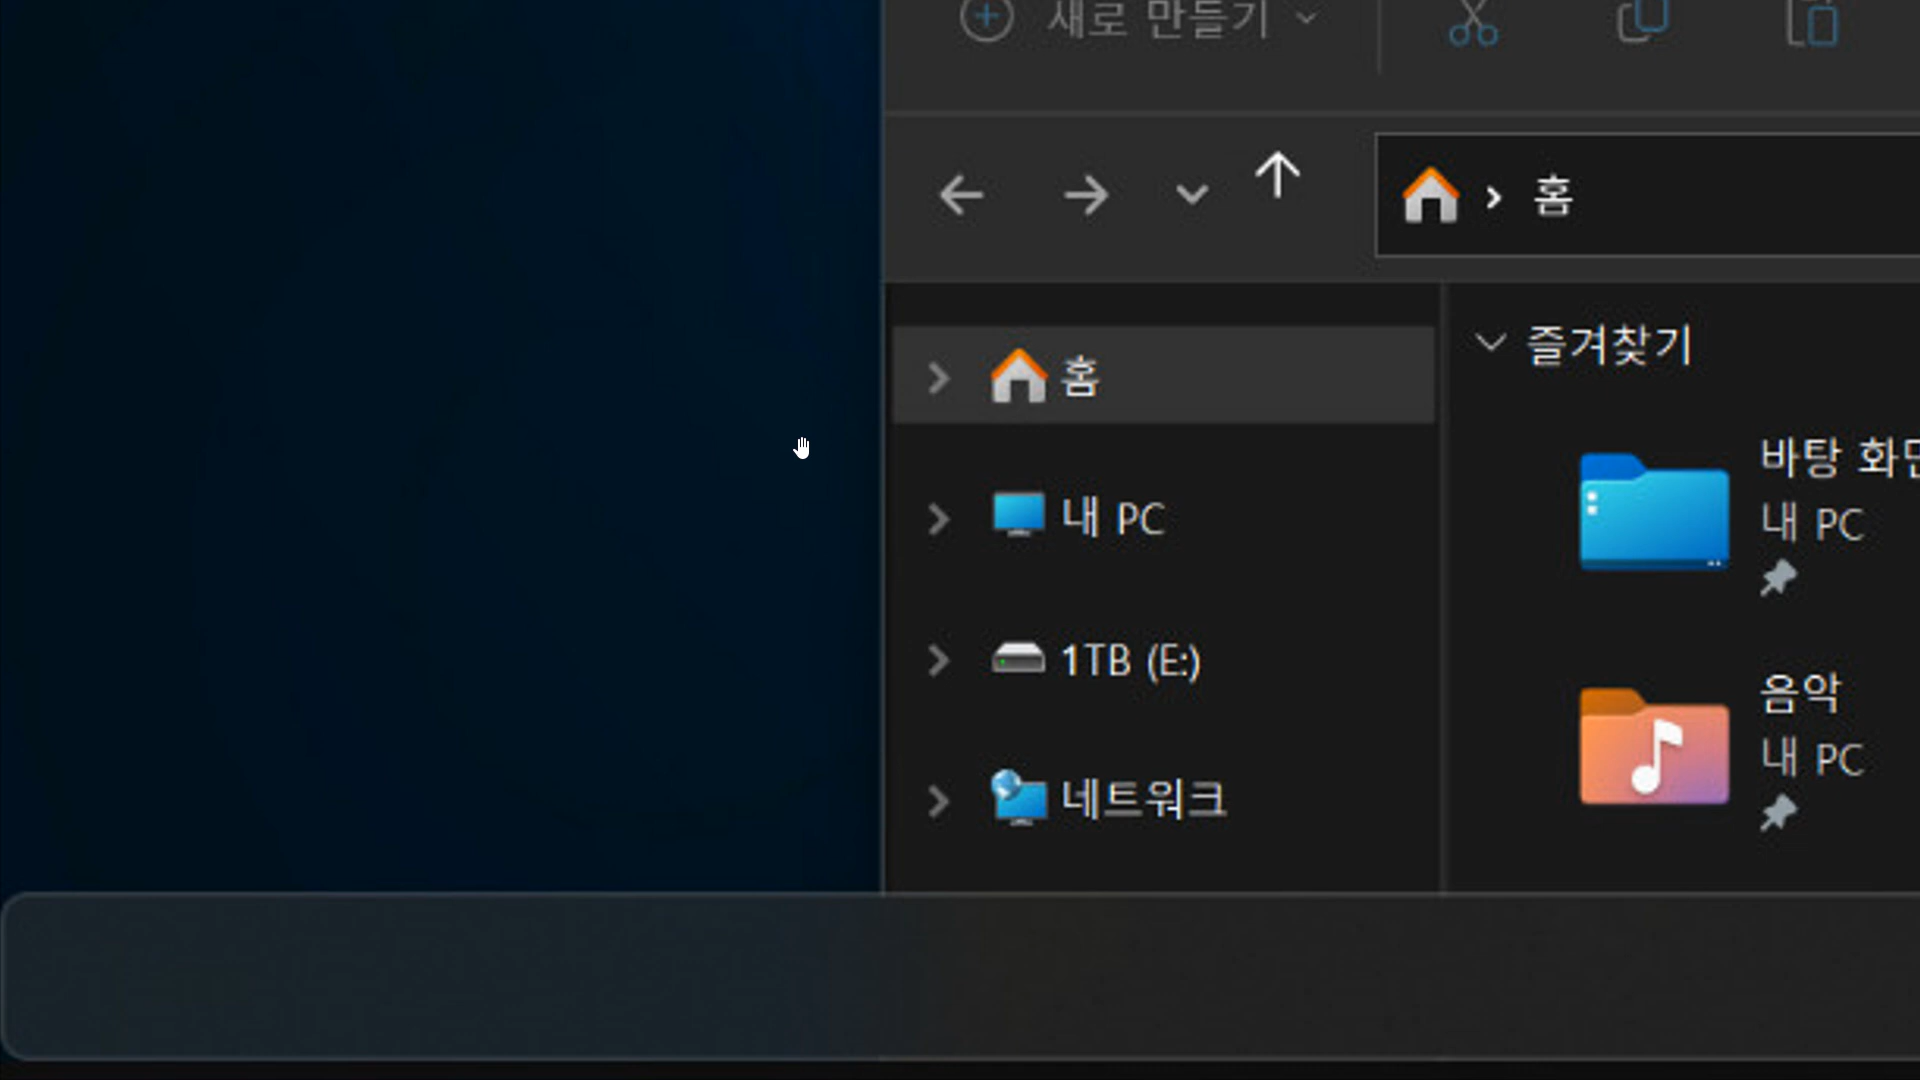 새로 만들기
홈
즐겨찾기
홈
바탕 화면
내 PC
내 PC
1TB (E:)
음악
내 PC
네트워크